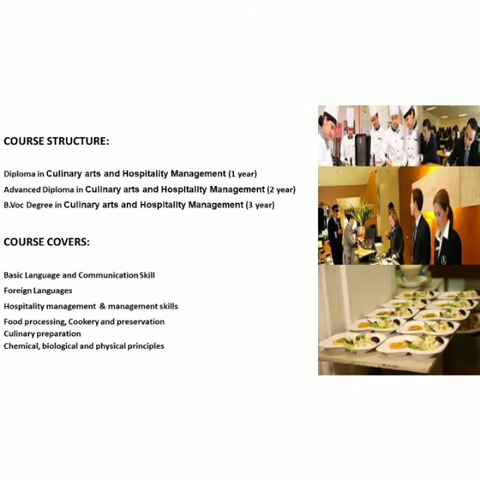 COURSE STRUCTURE:
Diploma in Culinary arts and Hospitality Management (1 year)
Advanced Diploma in Culinary arts and Hospitality Management (2 year)
B.Voc Degree in Culinary arts and Hospitality Management (3 year)
COURSE COVERS:
Basic Language and Communication Skill
Foreign Languages
Hospitality management & management skills
Food processing, Cookery and preservation
Culinary preparation
Chemical, biological and physical principles